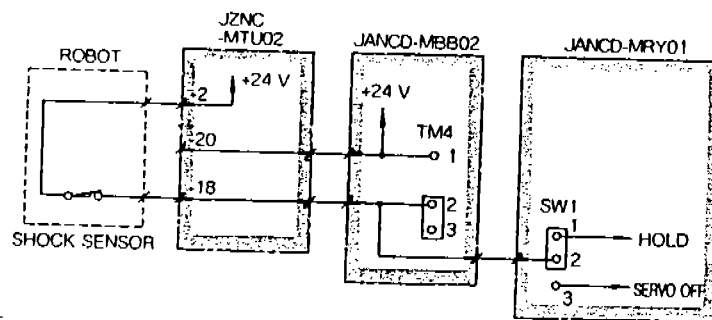 JZNC
-MTU02
ROBOT
JANCD-MBB02
JANCD-MRY01
2
+24 V
+24 V
20
TM4
1
18
2
3
SW1
1
HOLD
2
3
SERVO OFF
SHOCK SENSOR